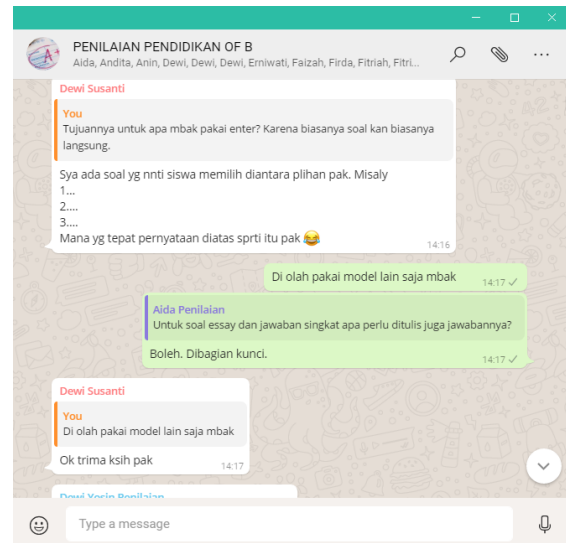 PENILAIAN PENDIDIKAN OF B
Aida, Andita, Anin, Dewi, Dewi, Dewi, Erniwati, Faizah, Firda, Fitriah, Fitri...
Dewi Susanti
You
Tujuannya untuk apa mbak pakai enter? Karena biasanya soal kan biasanya
langsung.
Sya ada soal yg nnti siswa memilih diantara plihan pak. Misaly
1...
2....
3....
Mana yg tepat pernyataan diatas sprti itu pak 😂
14:16
Di olah pakai model lain saja mbak
14:17
Aida Penilaian
Untuk soal essay dan jawaban singkat apa perlu ditulis juga jawabannya?
Boleh. Dibagian kunci.
14:17
Dewi Susanti
You
Di olah pakai model lain saja mbak
Ok trima ksih pak
14:17
Dewi Yosin Penilaian
Type a message